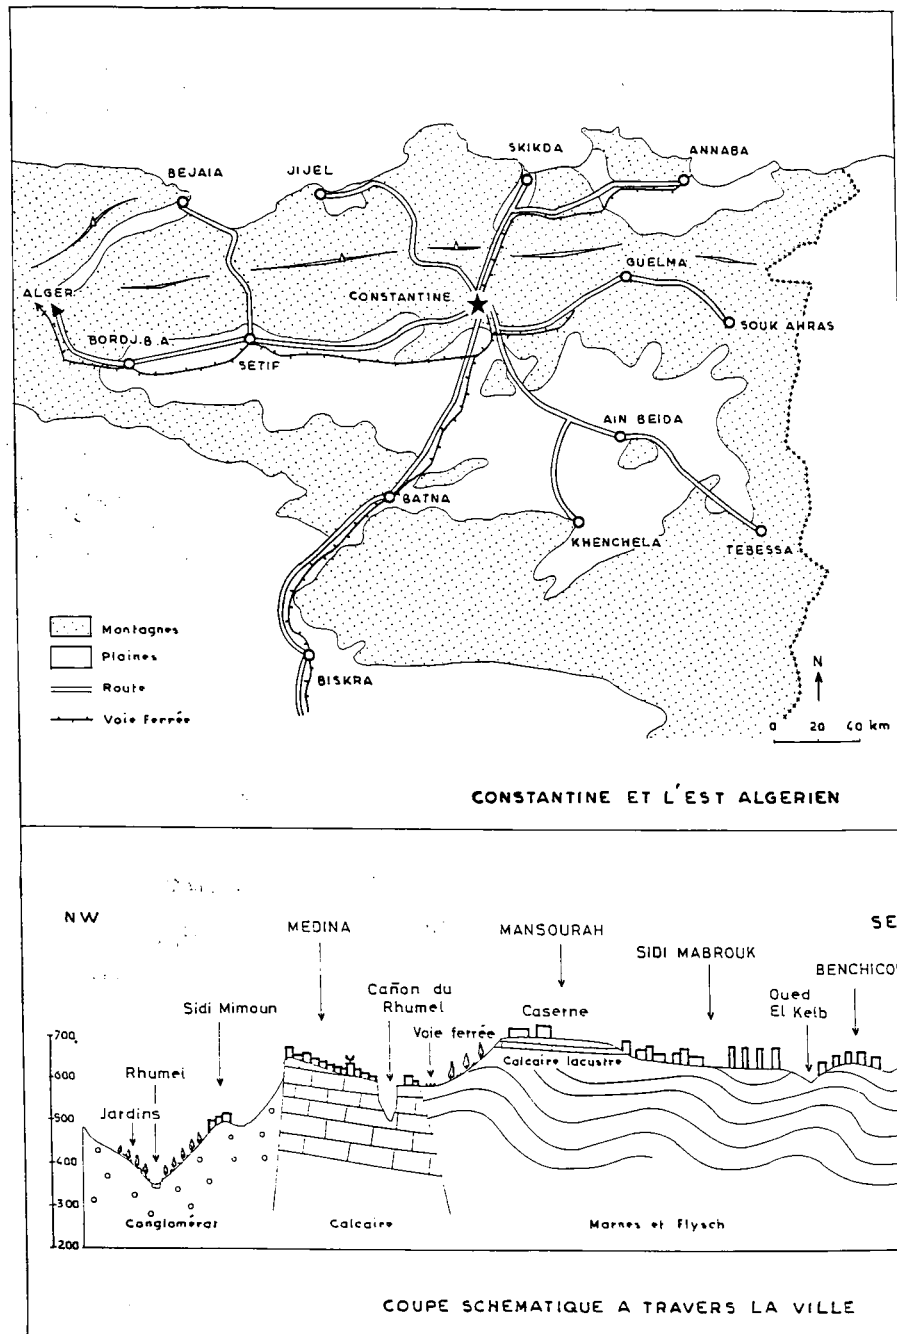 SKIKDA
ANNABA
BEJAIA
JIJEL
GUELMA
ALGER
CONSTANTINE
SOUK AHRAS
BORDJ.B.A
SETIF
AIN BEIDA
BATNA
KHENCHELA
TEBESSA
Montagnes
Plaines
Route
Voie ferrée
BISKRA
N
0 20 40 km
CONSTANTINE ET L'EST ALGERIEN
NW
SE
MEDINA
MANSOURAH
SIDI MABROUK
BENCHICO
Sidi Mimoun
Cañon du
Rhumel
Voie ferrée
Caserne
Oued
El Kelb
Rhumel
Jardins
Calcaire lacustre
700
600
500
400
300
200
Conglomérat
Calcaire
Marnes et Flysch
COUPE SCHEMATIQUE A TRAVERS LA VILLE